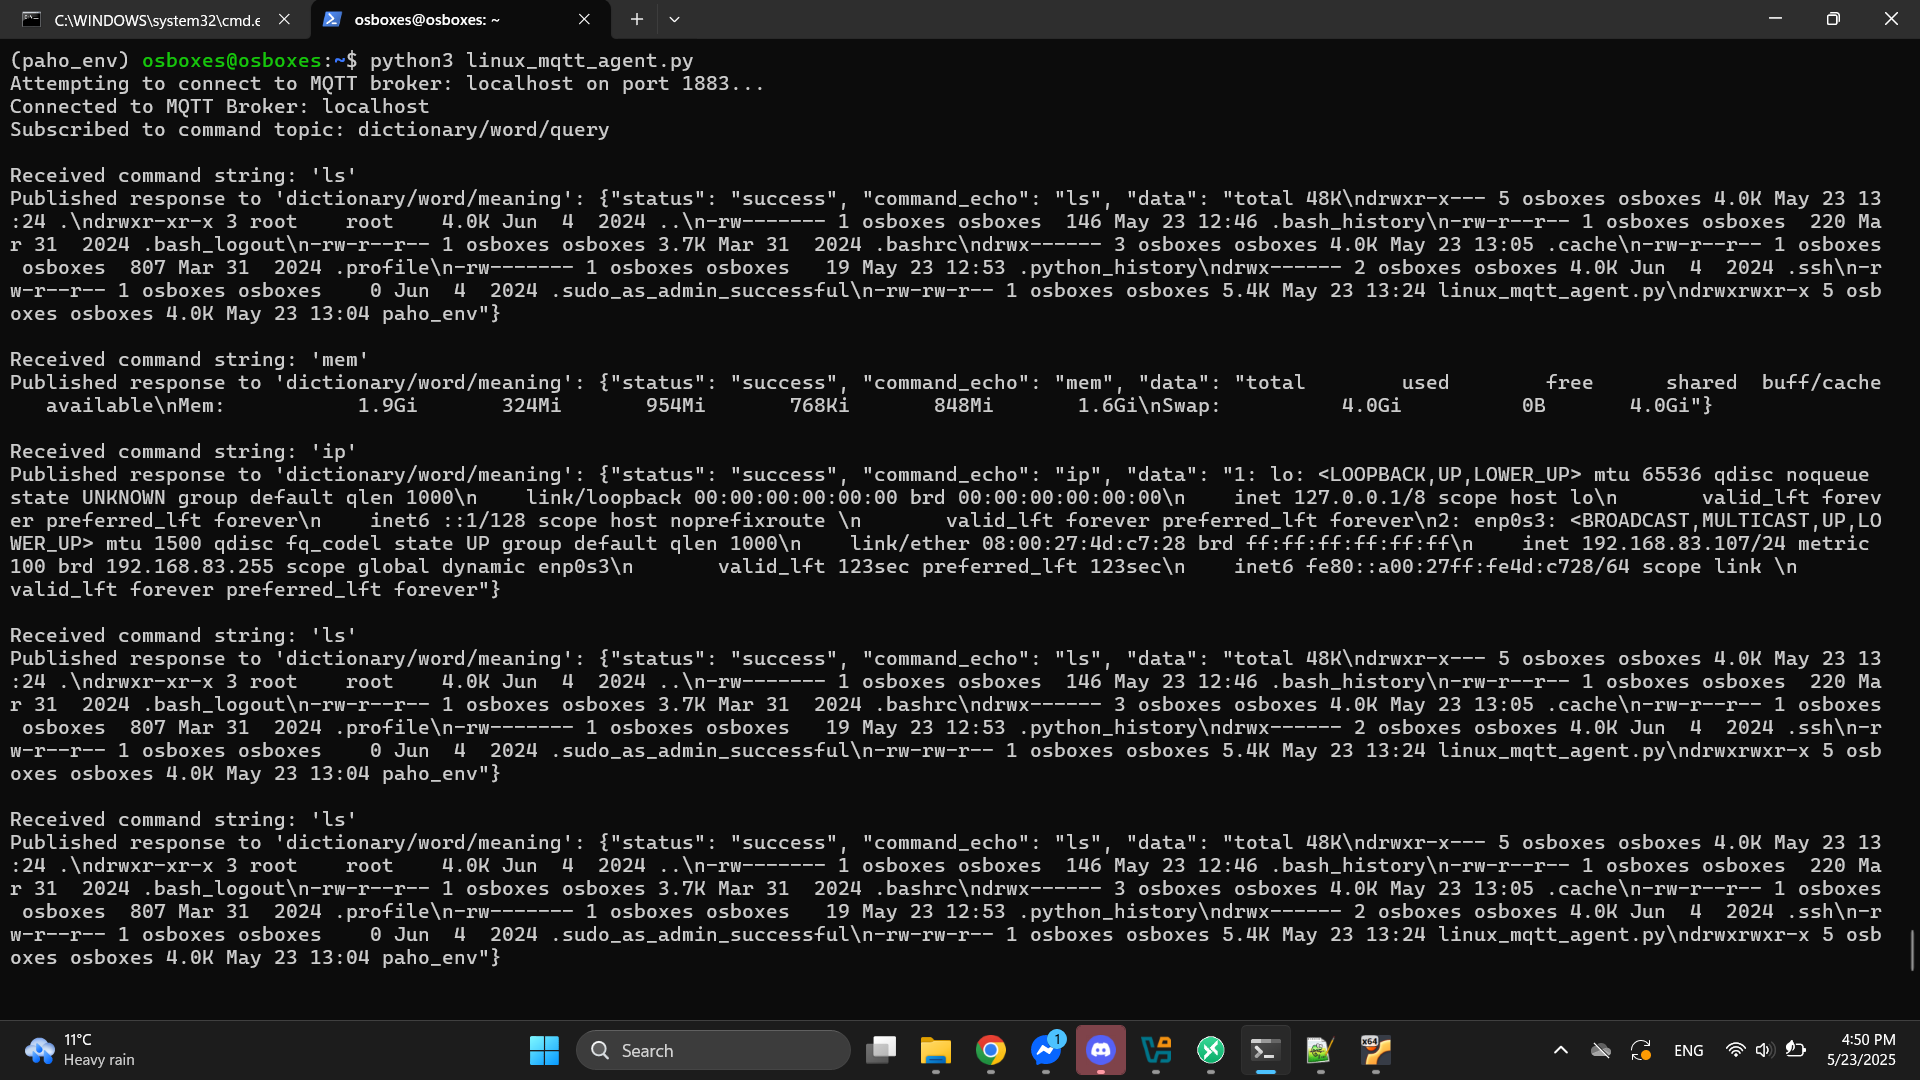 C:\WINDOWS\system32\cmd.e
osboxes@osboxes: ~
(paho_env) osboxes@osboxes:~$ python3 linux_mqtt_agent.py
Attempting to connect to MQTT broker: localhost on port 1883...
Connected to MQTT Broker: localhost
Subscribed to command topic: dictionary/word/query
Received command string: 'ls'
Published response to 'dictionary/word/meaning': {"status": "success", "command_echo": "ls", "data": "total 48K\ndrwxr-x--- 5 osboxes osboxes 4.0K May 23 13
:24 .\ndrwxr-xr-x 3 root    root    4.0K Jun  4  2024 ..\n-rw------- 1 osboxes osboxes  146 May 23 12:46 .bash_history\n-rw-r--r-- 1 osboxes osboxes  220 Ma
r 31  2024 .bash_logout\n-rw-r--r-- 1 osboxes osboxes 3.7K Mar 31  2024 .bashrc\ndrwx------ 3 osboxes osboxes 4.0K May 23 13:05 .cache\n-rw-r--r-- 1 osboxes
 osboxes  807 Mar 31  2024 .profile\n-rw------- 1 osboxes osboxes   19 May 23 12:53 .python_history\ndrwx------ 2 osboxes osboxes 4.0K Jun  4  2024 .ssh\n-r
w-r--r-- 1 osboxes osboxes    0 Jun  4  2024 .sudo_as_admin_successful\n-rw-rw-r-- 1 osboxes osboxes 5.4K May 23 13:24 linux_mqtt_agent.py\ndrwxrwxr-x 5 osb
oxes osboxes 4.0K May 23 13:04 paho_env"}
Received command string: 'mem'
Published response to 'dictionary/word/meaning': {"status": "success", "command_echo": "mem", "data": "total        used        free      shared  buff/cache
   available\nMem:           1.9Gi       324Mi       954Mi       768Ki       848Mi       1.6Gi\nSwap:          4.0Gi          0B       4.0Gi"}
Received command string: 'ip'
Published response to 'dictionary/word/meaning': {"status": "success", "command_echo": "ip", "data": "1: lo: <LOOPBACK,UP,LOWER_UP> mtu 65536 qdisc noqueue
state UNKNOWN group default qlen 1000\n    link/loopback 00:00:00:00:00:00 brd 00:00:00:00:00:00\n    inet 127.0.0.1/8 scope host lo\n       valid_lft forev
er preferred_lft forever\n    inet6 ::1/128 scope host noprefixroute \n       valid_lft forever preferred_lft forever\n2: enp0s3: <BROADCAST,MULTICAST,UP,LO
WER_UP> mtu 1500 qdisc fq_codel state UP group default qlen 1000\n    link/ether 08:00:27:4d:c7:28 brd ff:ff:ff:ff:ff:ff\n    inet 192.168.83.107/24 metric
100 brd 192.168.83.255 scope global dynamic enp0s3\n       valid_lft 123sec preferred_lft 123sec\n    inet6 fe80::a00:27ff:fe4d:c728/64 scope link \n
valid_lft forever preferred_lft forever"}
Received command string: 'ls'
Published response to 'dictionary/word/meaning': {"status": "success", "command_echo": "ls", "data": "total 48K\ndrwxr-x--- 5 osboxes osboxes 4.0K May 23 13
:24 .\ndrwxr-xr-x 3 root    root    4.0K Jun  4  2024 ..\n-rw------- 1 osboxes osboxes  146 May 23 12:46 .bash_history\n-rw-r--r-- 1 osboxes osboxes  220 Ma
r 31  2024 .bash_logout\n-rw-r--r-- 1 osboxes osboxes 3.7K Mar 31  2024 .bashrc\ndrwx------ 3 osboxes osboxes 4.0K May 23 13:05 .cache\n-rw-r--r-- 1 osboxes
 osboxes  807 Mar 31  2024 .profile\n-rw------- 1 osboxes osboxes   19 May 23 12:53 .python_history\ndrwx------ 2 osboxes osboxes 4.0K Jun  4  2024 .ssh\n-r
w-r--r-- 1 osboxes osboxes    0 Jun  4  2024 .sudo_as_admin_successful\n-rw-rw-r-- 1 osboxes osboxes 5.4K May 23 13:24 linux_mqtt_agent.py\ndrwxrwxr-x 5 osb
oxes osboxes 4.0K May 23 13:04 paho_env"}
Received command string: 'ls'
Published response to 'dictionary/word/meaning': {"status": "success", "command_echo": "ls", "data": "total 48K\ndrwxr-x--- 5 osboxes osboxes 4.0K May 23 13
:24 .\ndrwxr-xr-x 3 root    root    4.0K Jun  4  2024 ..\n-rw------- 1 osboxes osboxes  146 May 23 12:46 .bash_history\n-rw-r--r-- 1 osboxes osboxes  220 Ma
r 31  2024 .bash_logout\n-rw-r--r-- 1 osboxes osboxes 3.7K Mar 31  2024 .bashrc\ndrwx------ 3 osboxes osboxes 4.0K May 23 13:05 .cache\n-rw-r--r-- 1 osboxes
 osboxes  807 Mar 31  2024 .profile\n-rw------- 1 osboxes osboxes   19 May 23 12:53 .python_history\ndrwx------ 2 osboxes osboxes 4.0K Jun  4  2024 .ssh\n-r
w-r--r-- 1 osboxes osboxes    0 Jun  4  2024 .sudo_as_admin_successful\n-rw-rw-r-- 1 osboxes osboxes 5.4K May 23 13:24 linux_mqtt_agent.py\ndrwxrwxr-x 5 osb
oxes osboxes 4.0K May 23 13:04 paho_env"}
11°C
Heavy rain
Search
1
x64
ENG
4:50 PM
5/23/2025